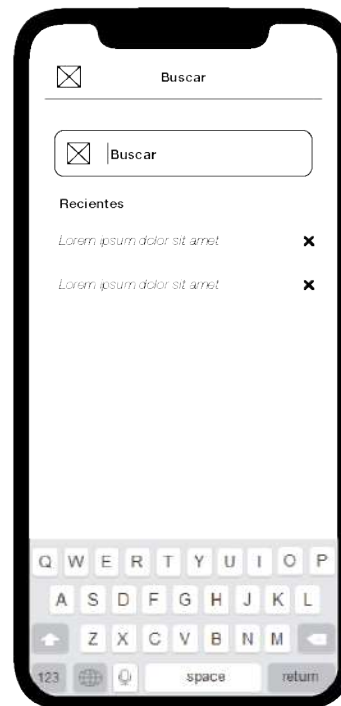 Buscar
Buscar
Recientes
Lorem ipsum dolor sit amet
Lorem ipsum dolor sit amet
Q W E R T Y U I O P
A S D F G H J K L
Z X C V B N M
123 space return